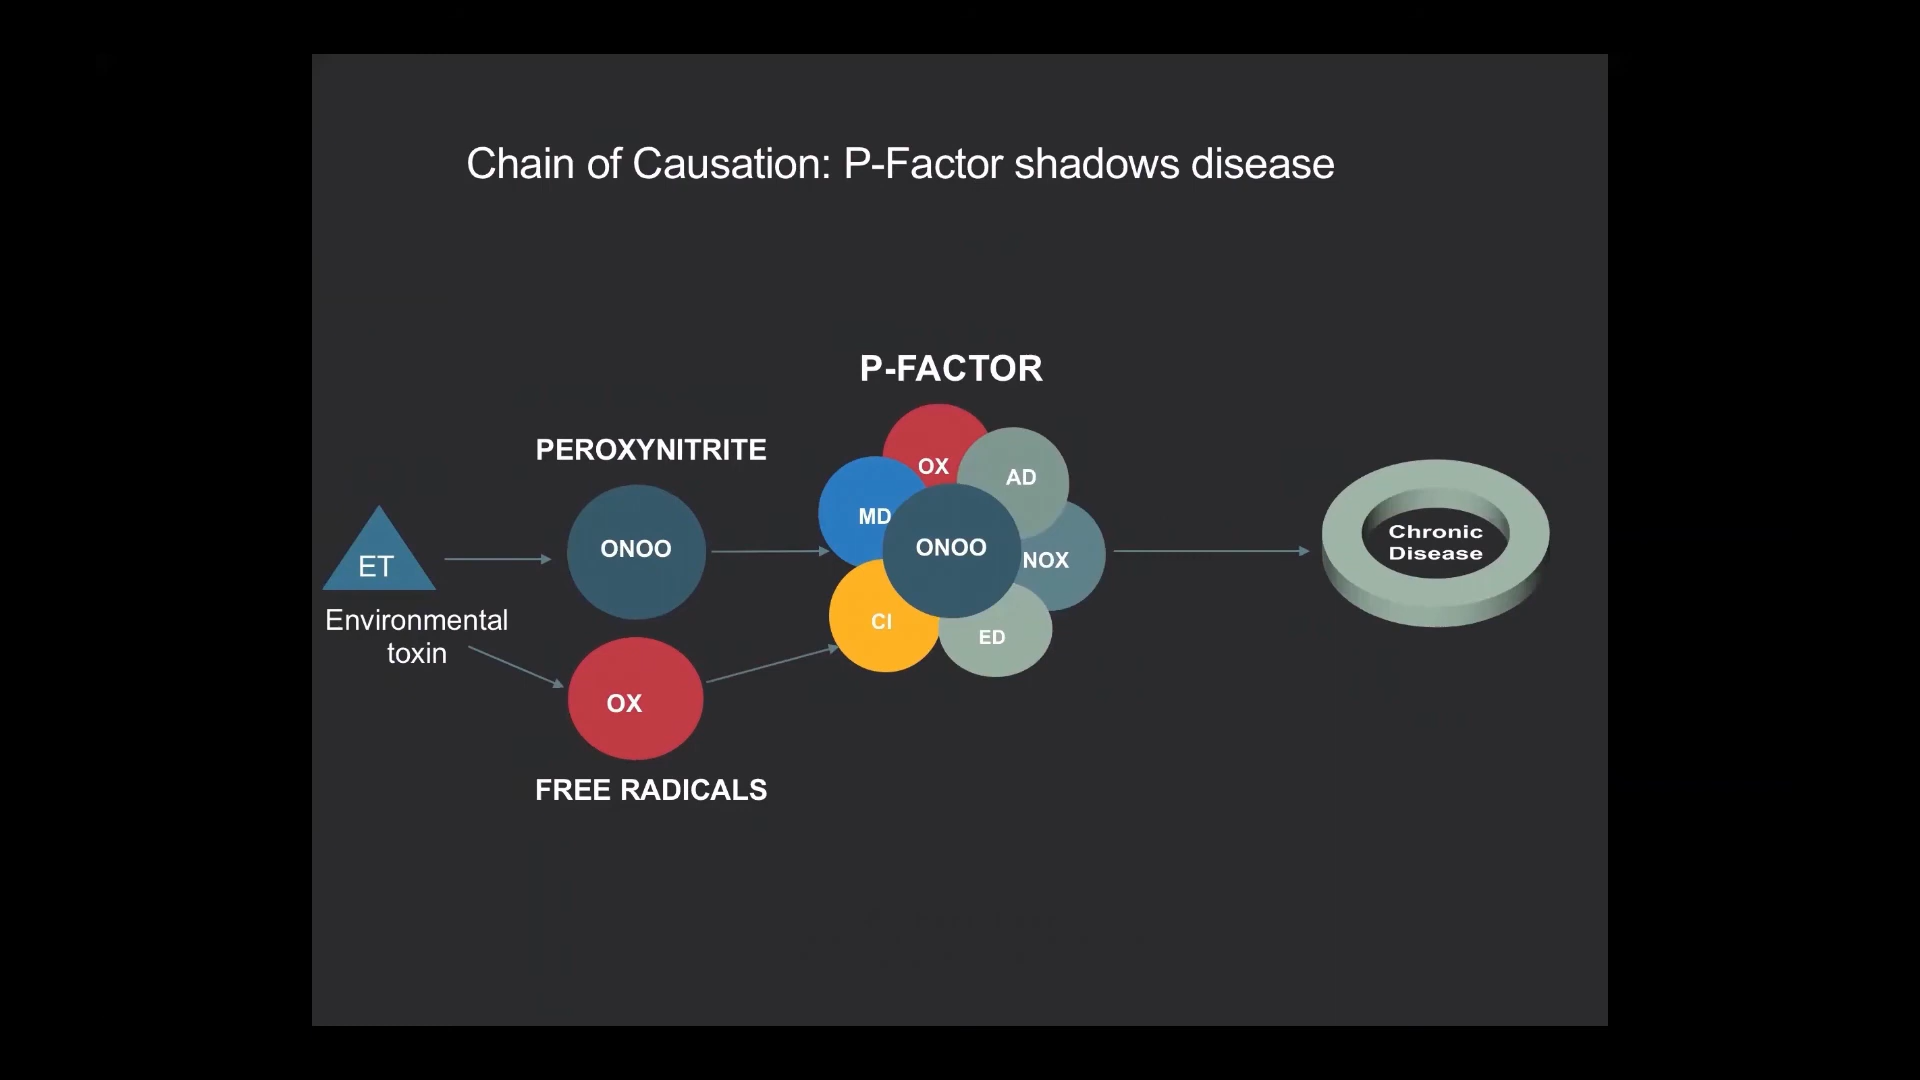 Chain of Causation: P-Factor shadows disease
P-FACTOR
PEROXYNITRITE
OX
AD
MD
ONOO
ONOO
NOX
Chronic
Disease
ET
Environmental
toxin
CI
ED
OX
FREE RADICALS